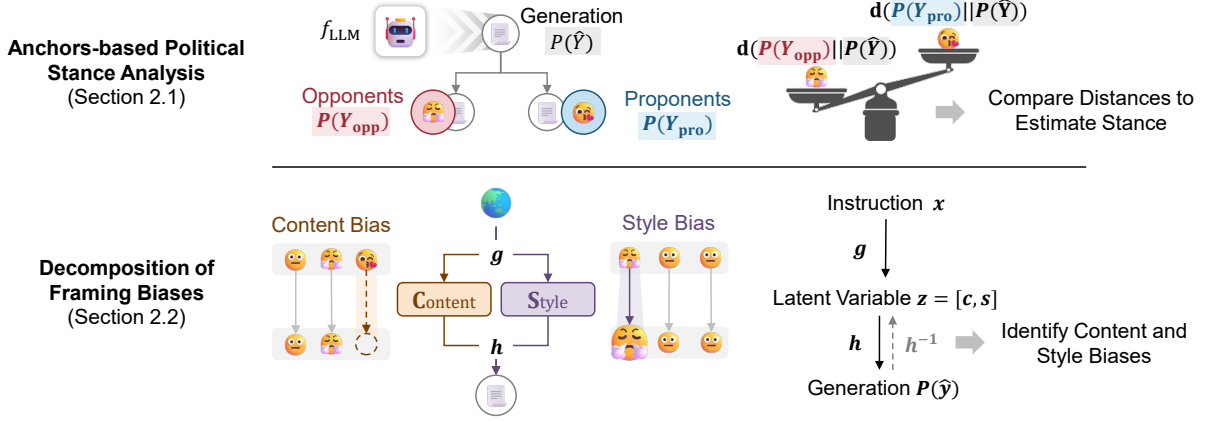 Anchors-based Political
Stance Analysis
(Section 2.1)
f_LLM
Generation
P(Ŷ)
Opponents
P(Y_opp)
Proponents
P(Y_pro)
d(P(Y_pro)||P(Ŷ))
d(P(Y_opp)||P(Ŷ))
Compare Distances to
Estimate Stance
Decomposition of
Framing Biases
(Section 2.2)
Content Bias
g
Content
Style
h
Style Bias
Instruction x
g
Latent Variable z = [c, s]
h
h⁻¹
Generation P(ŷ)
Identify Content and
Style Biases